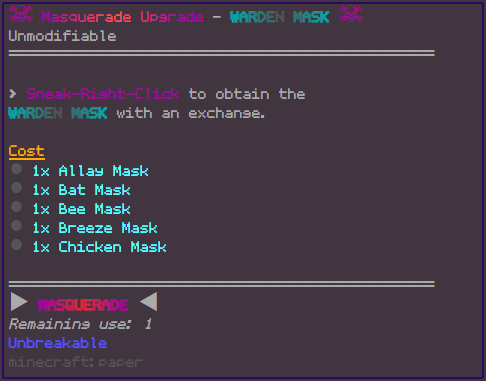 ☠ Masquerade Upgrade - WARDEN MASK ☠
Unmodifiable
> Sneak-Right-Click to obtain the
WARDEN MASK with an exchange.
Cost
● 1x Allay Mask
● 1x Bat Mask
● 1x Bee Mask
● 1x Breeze Mask
● 1x Chicken Mask
▶ MASQUERADE ◀
Remaining use: 1
Unbreakable
minecraft:paper